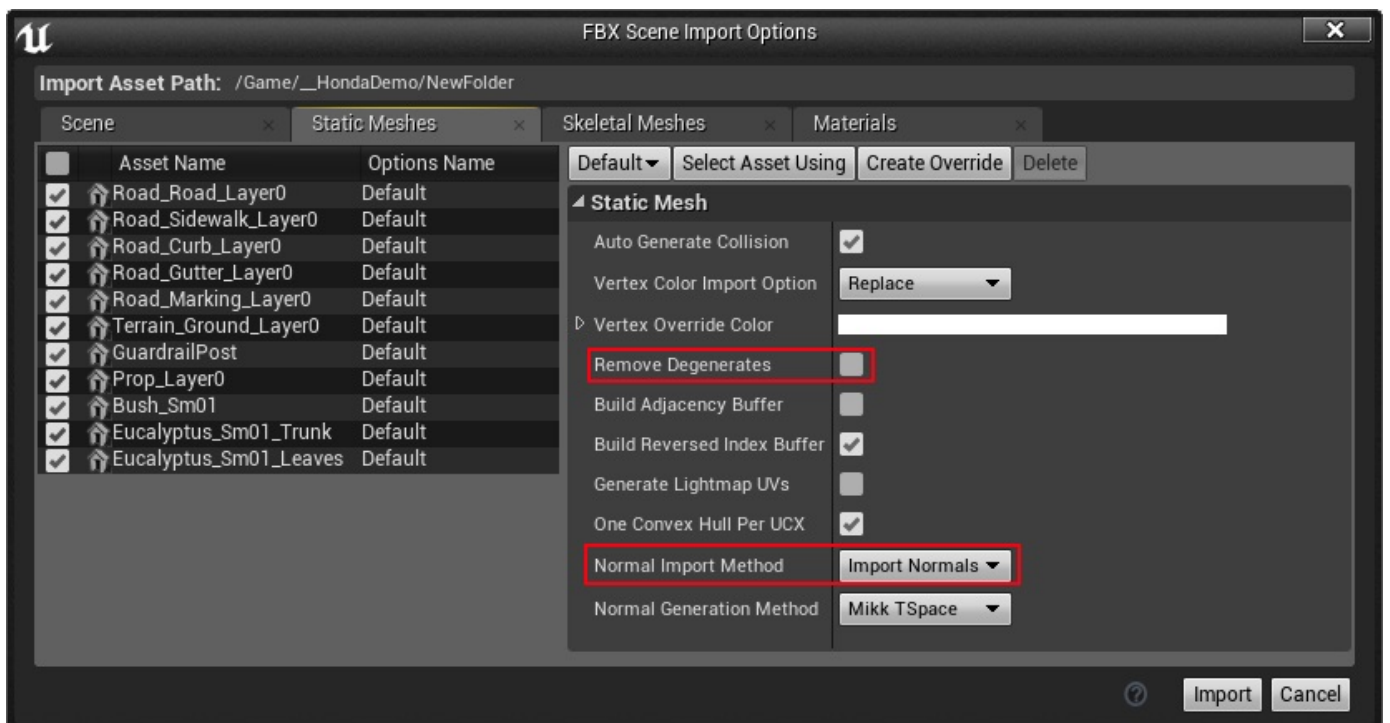 FBX Scene Import Options
Import Asset Path: /Game/__HondaDemo/NewFolder
Scene Static Meshes Skeletal Meshes Materials
Asset Name Options Name
Road_Road_Layer0 Default
Road_Sidewalk_Layer0 Default
Road_Curb_Layer0 Default
Road_Gutter_Layer0 Default
Road_Marking_Layer0 Default
Terrain_Ground_Layer0 Default
GuardrailPost Default
Prop_Layer0 Default
Bush_Sm01 Default
Eucalyptus_Sm01_Trunk Default
Eucalyptus_Sm01_Leaves Default
Default Select Asset Using Create Override Delete
Static Mesh
Auto Generate Collision
Vertex Color Import Option Replace
Vertex Override Color
Remove Degenerates
Build Adjacency Buffer
Build Reversed Index Buffer
Generate Lightmap UVs
One Convex Hull Per UCX
Normal Import Method Import Normals
Normal Generation Method Mikk TSpace
Import Cancel